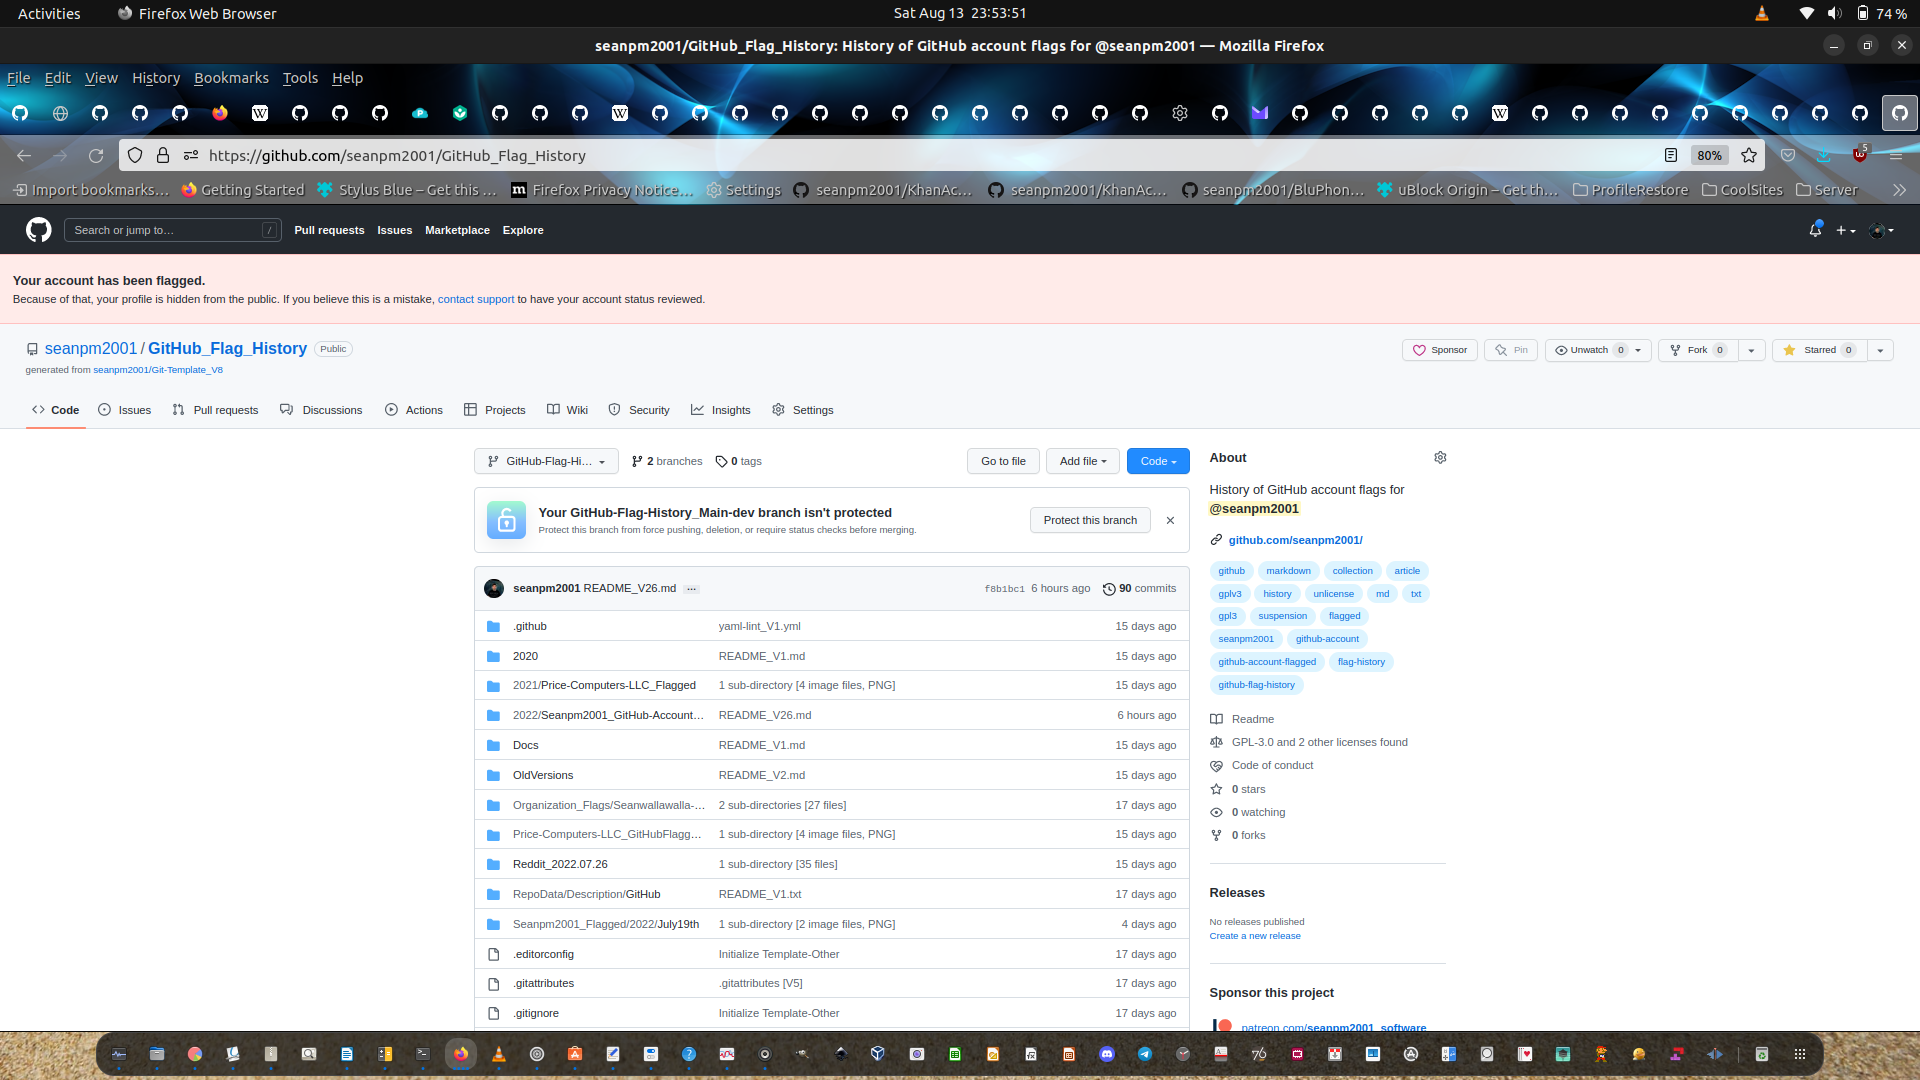 Activities
Firefox Web Browser
Sat Aug 13  23:53:51
74 %
seanpm2001/GitHub_Flag_History: History of GitHub account flags for @seanpm2001 — Mozilla Firefox
File Edit View History Bookmarks Tools Help
https://github.com/seanpm2001/GitHub_Flag_History
80%
5
Import bookmarks…
Getting Started
Stylus Blue – Get this …
Firefox Privacy Notice…
Settings
seanpm2001/KhanAc…
seanpm2001/KhanAc…
seanpm2001/BluPhon…
uBlock Origin – Get th…
ProfileRestore
CoolSites
Server
Search or jump to…
/
Pull requests
Issues
Marketplace
Explore
Your account has been flagged.
Because of that, your profile is hidden from the public. If you believe this is a mistake, contact support to have your account status reviewed.
seanpm2001 / GitHub_Flag_History
Public
Sponsor
Pin
Unwatch 0
Fork 0
Starred 0
generated from seanpm2001/Git-Template_V8
Code
Issues
Pull requests
Discussions
Actions
Projects
Wiki
Security
Insights
Settings
GitHub-Flag-Hi…
2 branches
0 tags
Go to file
Add file
Code
Your GitHub-Flag-History_Main-dev branch isn't protected
Protect this branch from force pushing, deletion, or require status checks before merging.
Protect this branch
seanpm2001 README_V26.md …
f8b1bc1 6 hours ago
90 commits
.github yaml-lint_V1.yml 15 days ago
2020 README_V1.md 15 days ago
2021/Price-Computers-LLC_Flagged 1 sub-directory [4 image files, PNG] 15 days ago
2022/Seanpm2001_GitHub-Account… README_V26.md 6 hours ago
Docs README_V1.md 15 days ago
OldVersions README_V2.md 15 days ago
Organization_Flags/Seanwallawalla-… 2 sub-directories [27 files] 17 days ago
Price-Computers-LLC_GitHubFlagg… 1 sub-directory [4 image files, PNG] 15 days ago
Reddit_2022.07.26 1 sub-directory [35 files] 15 days ago
RepoData/Description/GitHub README_V1.txt 17 days ago
Seanpm2001_Flagged/2022/July19th 1 sub-directory [2 image files, PNG] 4 days ago
.editorconfig Initialize Template-Other 17 days ago
.gitattributes .gitattributes [V5] 17 days ago
.gitignore Initialize Template-Other 17 days ago
About
History of GitHub account flags for
@seanpm2001
github.com/seanpm2001/
github markdown collection article
gplv3 history unlicense md txt
gpl3 suspension flagged
seanpm2001 github-account
github-account-flagged flag-history
github-flag-history
Readme
GPL-3.0 and 2 other licenses found
Code of conduct
0 stars
0 watching
0 forks
Releases
No releases published
Create a new release
Sponsor this project
patreon.com/seanpm2001_software